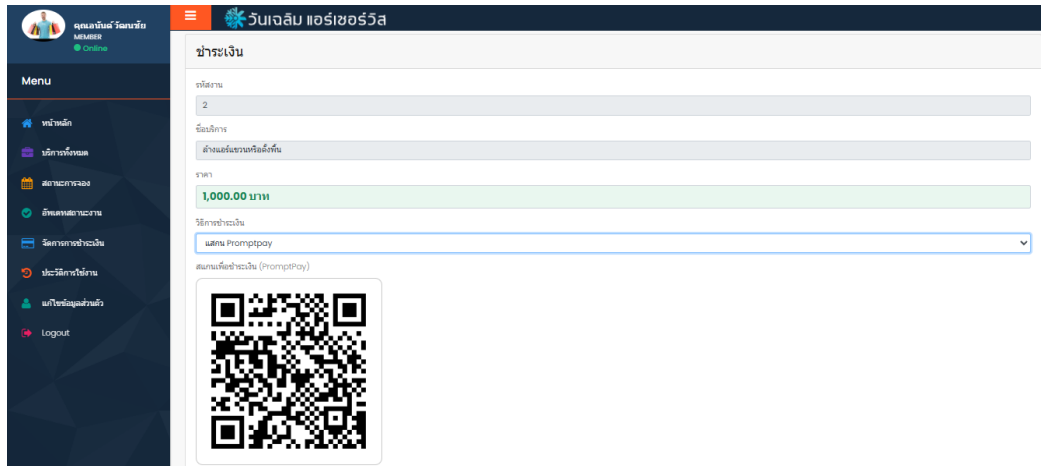 คุณอนันต์ วัฒนชัย
MEMBER
Online
Menu
หน้าหลัก
บริการทั้งหมด
สถานะการจอง
อัพเดทสถานะงาน
จัดการการชำระเงิน
ประวัติการใช้งาน
แก้ไขข้อมูลส่วนตัว
Logout
วันเฉลิม แอร์เซอร์วิส
ชำระเงิน
รหัสงาน
2
ชื่อบริการ
ล้างแอร์แขวนหรือตั้งพื้น
ราคา
1,000.00 บาท
วิธีการชำระเงิน
แสกน Promptpay
สแกนเพื่อชำระเงิน (PromptPay)